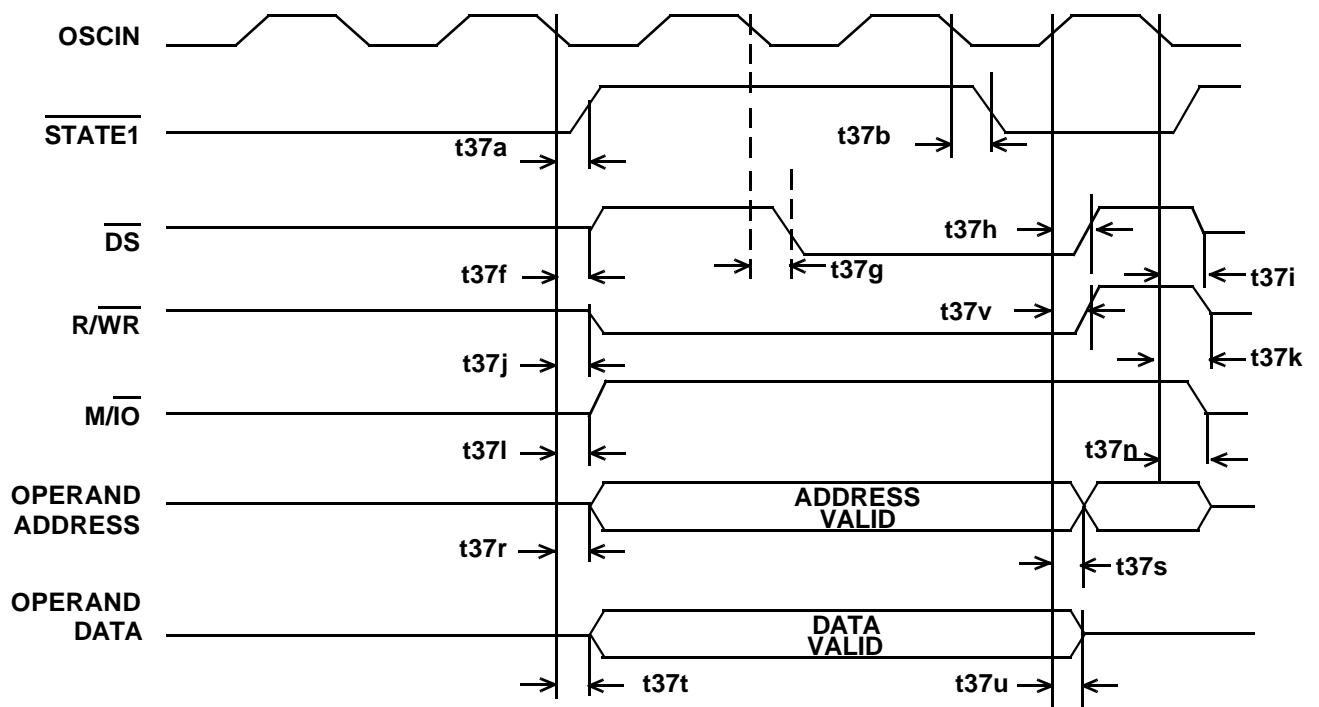 OSCIN
STATE1
t37a
t37b
DS
t37h
t37f
t37g
t37i
R/WR
t37v
t37j
t37k
M/IO
t37l
t37n
OPERAND
ADDRESS
ADDRESS
VALID
t37r
t37s
OPERAND
DATA
DATA
VALID
t37t
t37u